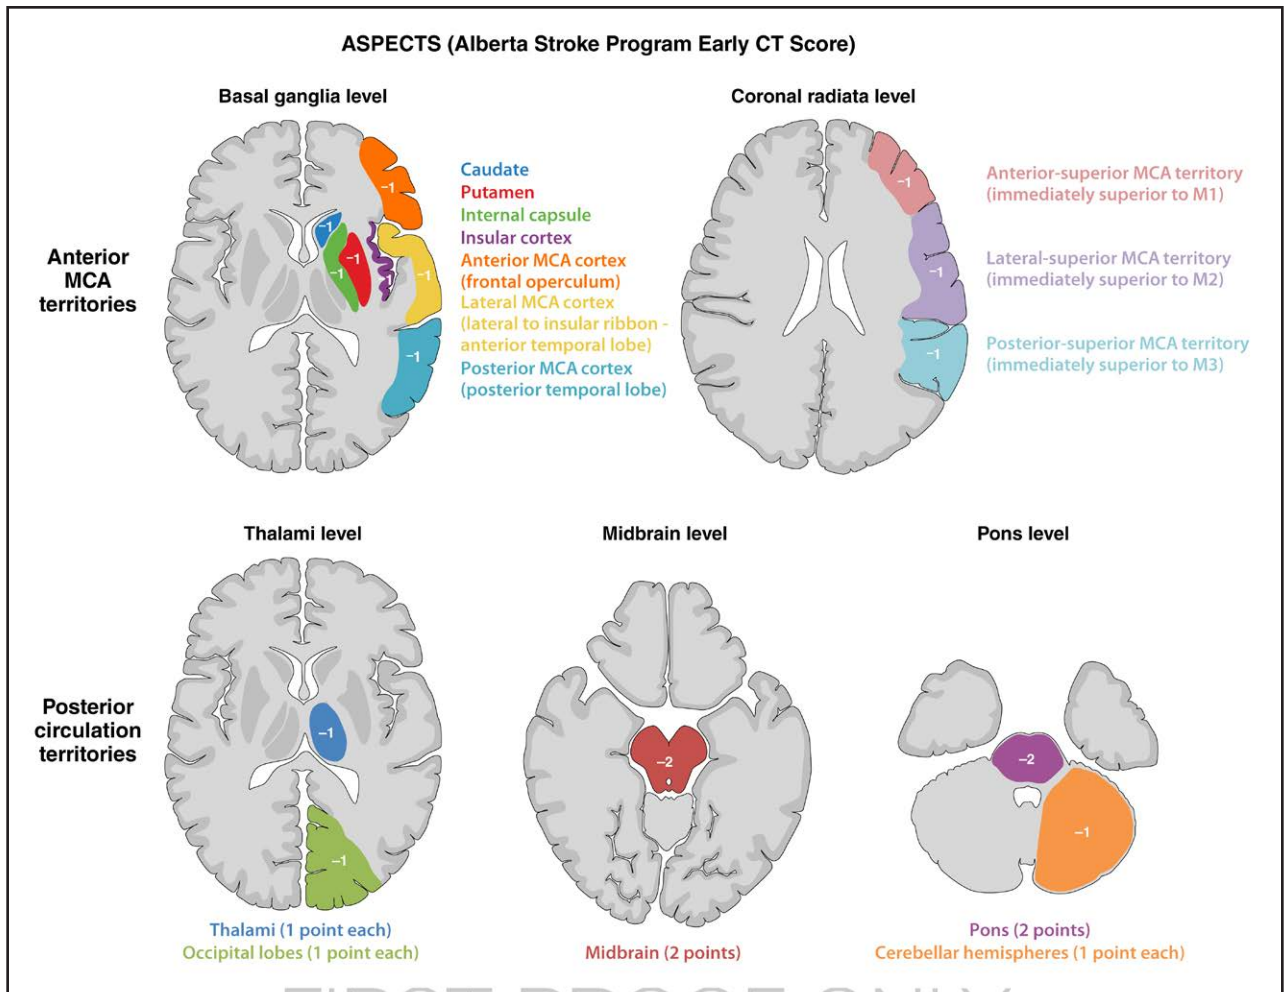 ASPECTS (Alberta Stroke Program Early CT Score)
Basal ganglia level
Coronal radiata level
Anterior
MCA
territories
–1
–1
–1
–1
1
–1
–1
Caudate
Putamen
Internal capsule
Insular cortex
Anterior MCA cortex
(frontal operculum)
Lateral MCA cortex
(lateral to insular ribbon -
anterior temporal lobe)
Posterior MCA cortex
(posterior temporal lobe)
–1
–1
–1
Anterior-superior MCA territory
(immediately superior to M1)
Lateral-superior MCA territory
(immediately superior to M2)
Posterior-superior MCA territory
(immediately superior to M3)
Thalami level
Midbrain level
Pons level
Posterior
circulation
territories
–1
–1
–2
–2
–1
Thalami (1 point each)
Occipital lobes (1 point each)
Midbrain (2 points)
Pons (2 points)
Cerebellar hemispheres (1 point each)
FIRST PROOF ONLY